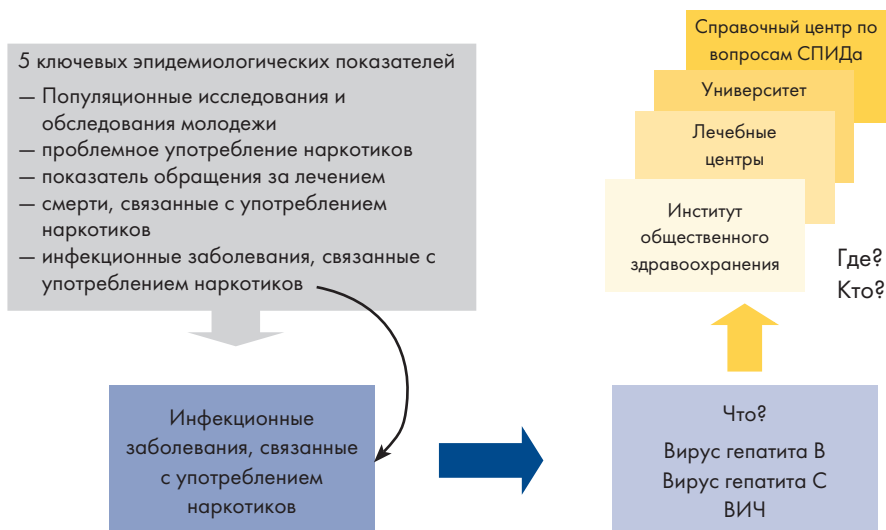 5 ключевых эпидемиологических показателей
— Популяционные исследования и
обследования молодежи
— проблемное употребление наркотиков
— показатель обращения за лечением
— смерти, связанные с употреблением
наркотиков
— инфекционные заболевания, связанные с
употреблением наркотиков
Инфекционные
заболевания, связанные
с употреблением
наркотиков
Справочный центр по
вопросам СПИДа
Университет
Лечебные
центры
Институт
общественного
здравоохранения
Где?
Кто?
Что?
Вирус гепатита В
Вирус гепатита С
ВИЧ